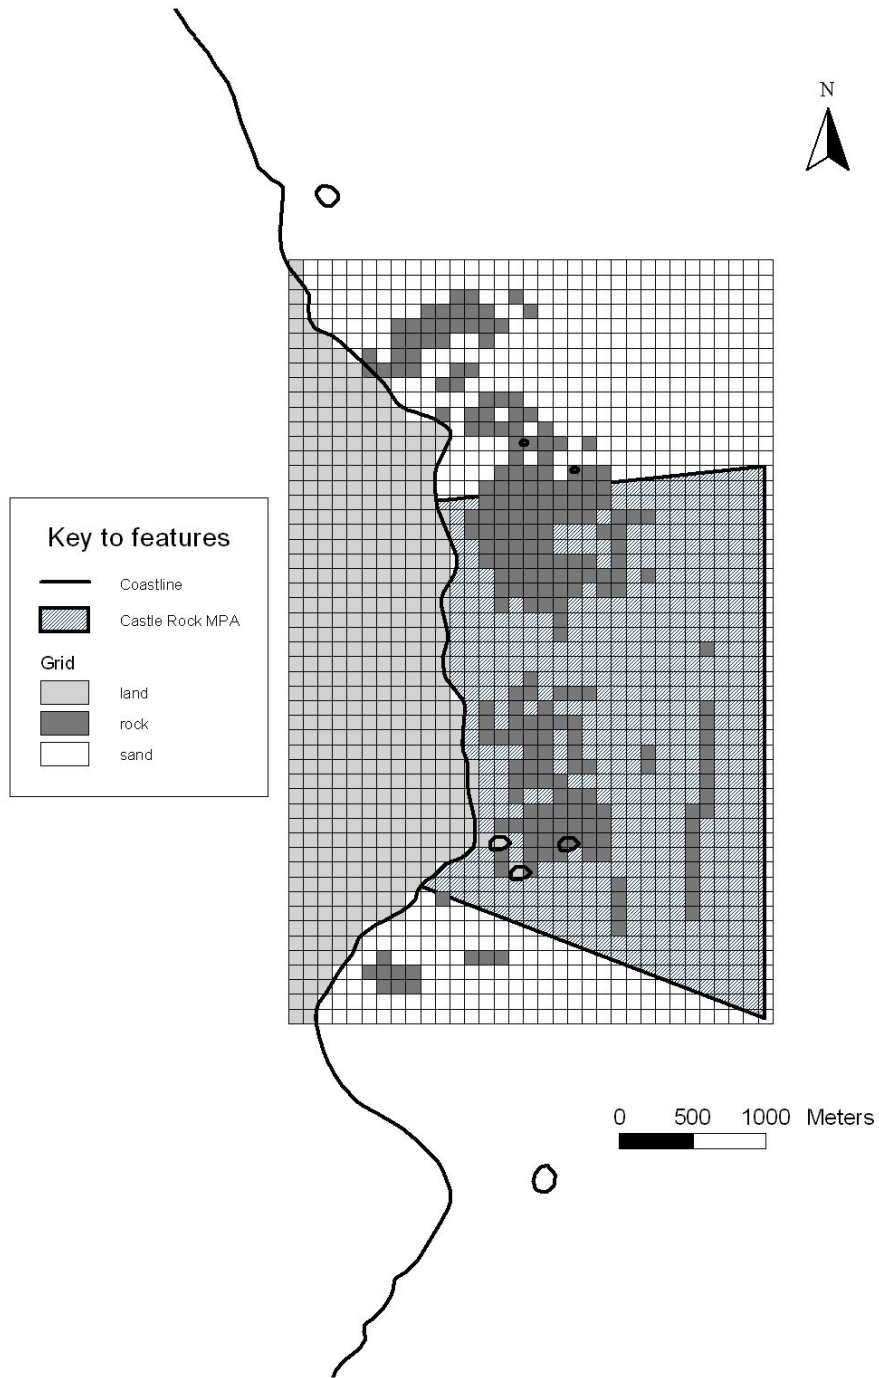 N
Key to features
Coastline
Castle Rock MPA
Grid
land
rock
sand
0 500 1000 Meters